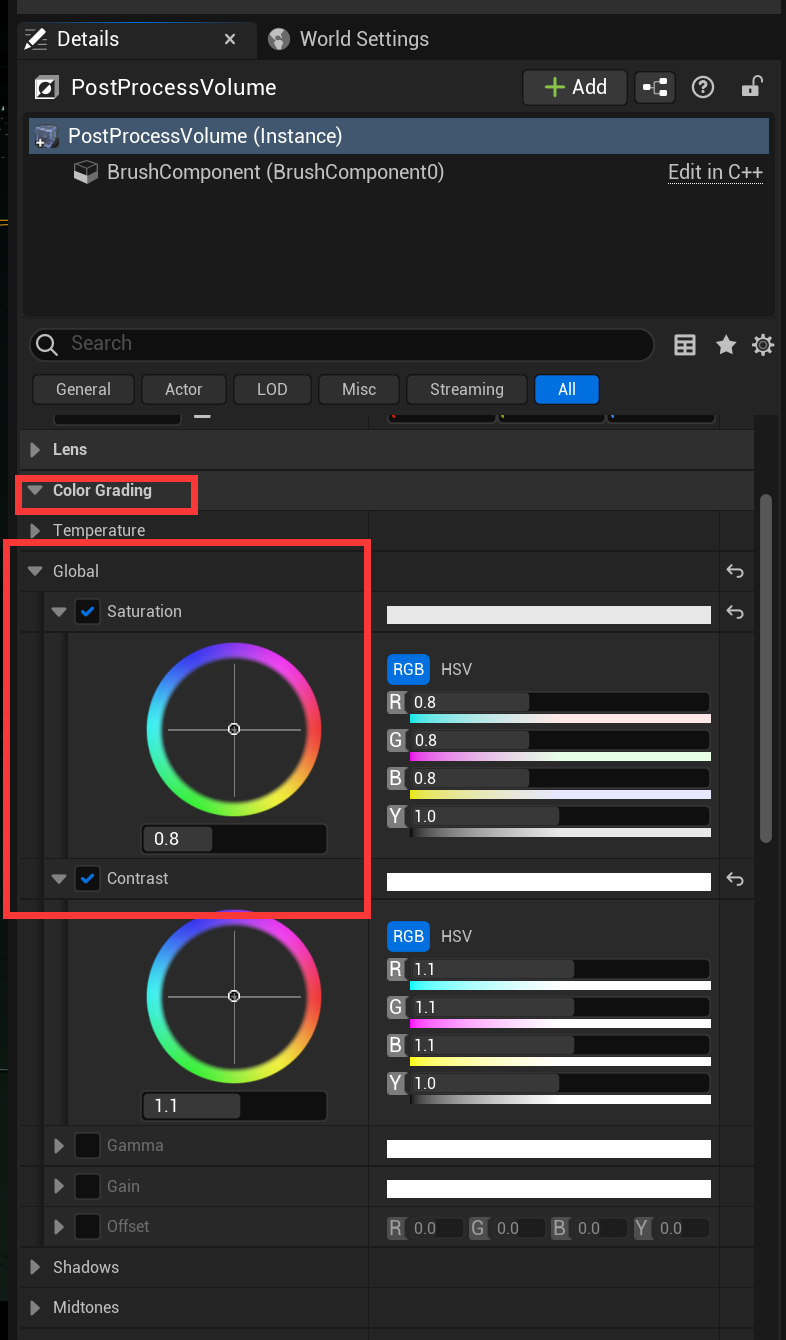 Details × World Settings
PostProcessVolume + Add
PostProcessVolume (Instance)
BrushComponent (BrushComponent0) Edit in C++
Search
General Actor LOD Misc Streaming All
Lens
Color Grading
Temperature
Global
Saturation
RGB HSV
R 0.8
G 0.8
B 0.8
Y 1.0
0.8
Contrast
RGB HSV
R 1.1
G 1.1
B 1.1
Y 1.0
1.1
Gamma
Gain
Offset R 0.0 G 0.0 B 0.0 Y 0.0
Shadows
Midtones